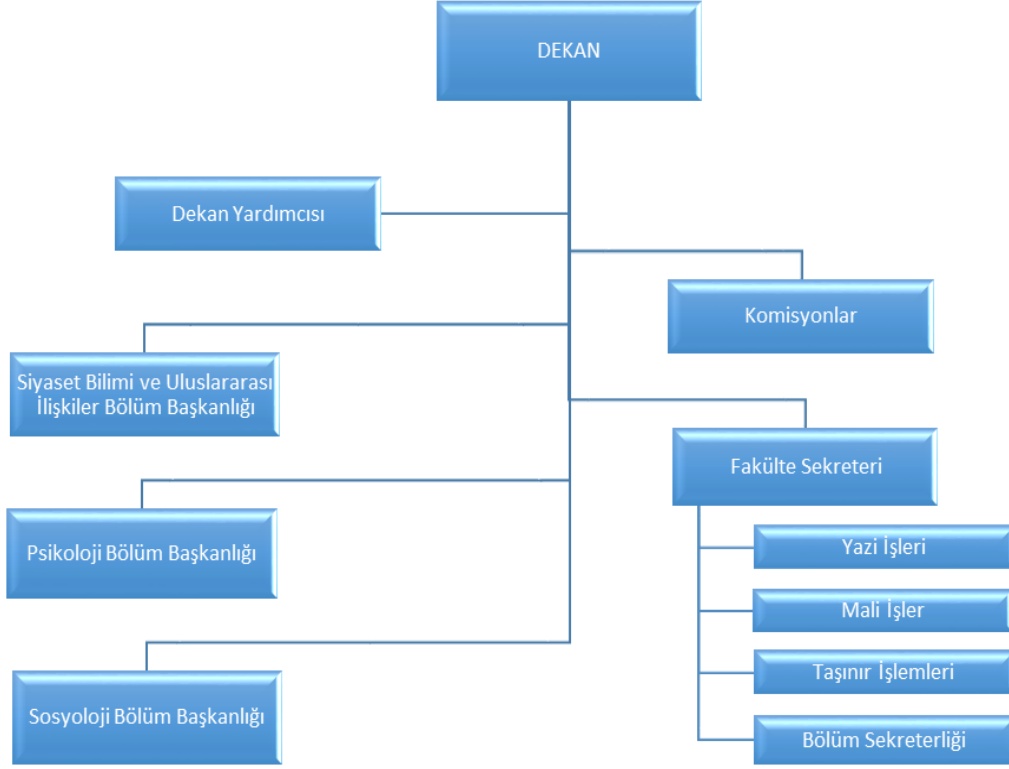 DEKAN
Dekan Yardımcısı
Komisyonlar
Siyaset Bilimi ve Uluslararası
İlişkiler Bölüm Başkanlığı
Fakülte Sekreteri
Psikoloji Bölüm Başkanlığı
Yazi İşleri
Mali İşler
Taşınır İşlemleri
Sosyoloji Bölüm Başkanlığı
Bölüm Sekreterliği